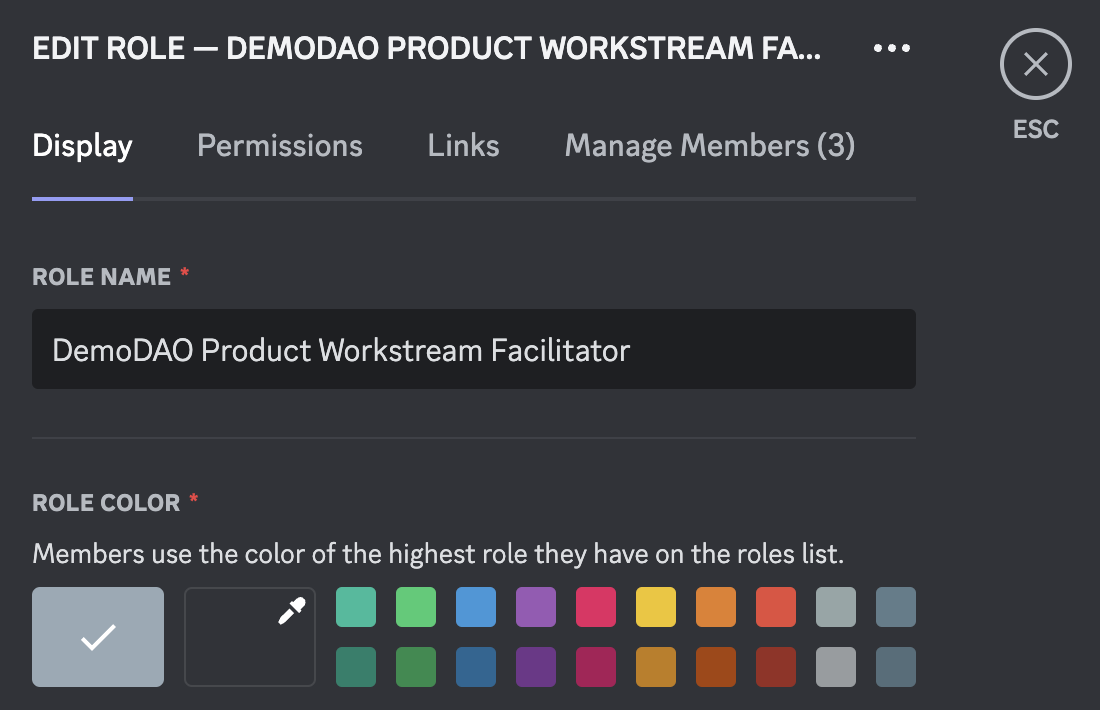 EDIT ROLE — DEMODAO PRODUCT WORKSTREAM FA...
ESC
Display Permissions Links Manage Members (3)
ROLE NAME *
DemoDAO Product Workstream Facilitator
ROLE COLOR *
Members use the color of the highest role they have on the roles list.